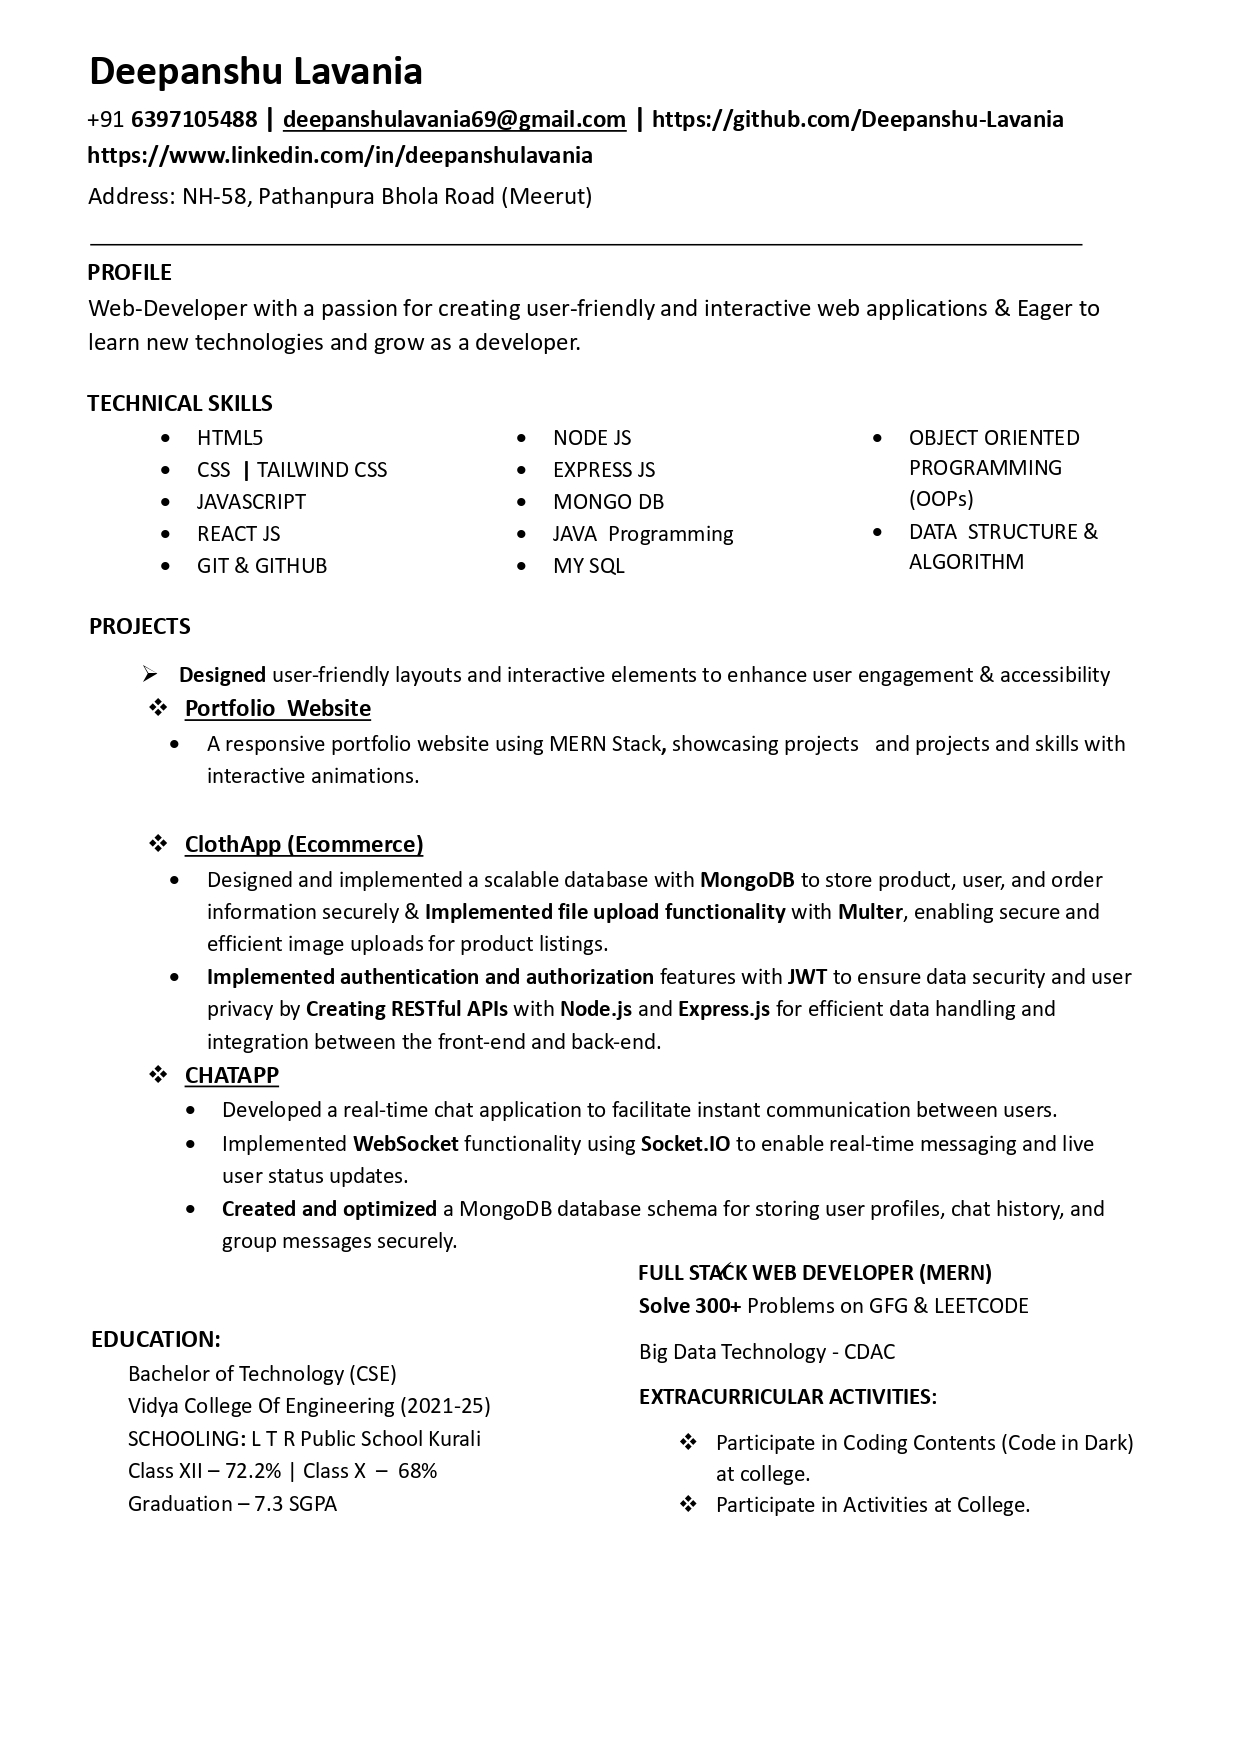 Deepanshu Lavania
+91 6397105488 | deepanshulavania69@gmail.com | https://github.com/Deepanshu-Lavania
https://www.linkedin.com/in/deepanshulavania
Address: NH-58, Pathanpura Bhola Road (Meerut)
PROFILE
Web-Developer with a passion for creating user-friendly and interactive web applications & Eager to
learn new technologies and grow as a developer.
TECHNICAL SKILLS
• HTML5
• CSS | TAILWIND CSS
• JAVASCRIPT
• REACT JS
• GIT & GITHUB
• NODE JS
• EXPRESS JS
• MONGO DB
• JAVA Programming
• MY SQL
• OBJECT ORIENTED
PROGRAMMING
(OOPs)
• DATA STRUCTURE &
ALGORITHM
PROJECTS
➢ Designed user-friendly layouts and interactive elements to enhance user engagement & accessibility
❖ Portfolio Website
• A responsive portfolio website using MERN Stack, showcasing projects and projects and skills with
interactive animations.
❖ ClothApp (Ecommerce)
• Designed and implemented a scalable database with MongoDB to store product, user, and order
information securely & Implemented file upload functionality with Multer, enabling secure and
efficient image uploads for product listings.
• Implemented authentication and authorization features with JWT to ensure data security and user
privacy by Creating RESTful APIs with Node.js and Express.js for efficient data handling and
integration between the front-end and back-end.
❖ CHATAPP
• Developed a real-time chat application to facilitate instant communication between users.
• Implemented WebSocket functionality using Socket.IO to enable real-time messaging and live
user status updates.
• Created and optimized a MongoDB database schema for storing user profiles, chat history, and
group messages securely.
EDUCATION:
Bachelor of Technology (CSE)
Vidya College Of Engineering (2021-25)
SCHOOLING: L T R Public School Kurali
Class XII – 72.2% | Class X – 68%
Graduation – 7.3 SGPA
FULL STACK WEB DEVELOPER (MERN)
Solve 300+ Problems on GFG & LEETCODE
Big Data Technology - CDAC
EXTRACURRICULAR ACTIVITIES:
❖ Participate in Coding Contents (Code in Dark)
at college.
❖ Participate in Activities at College.